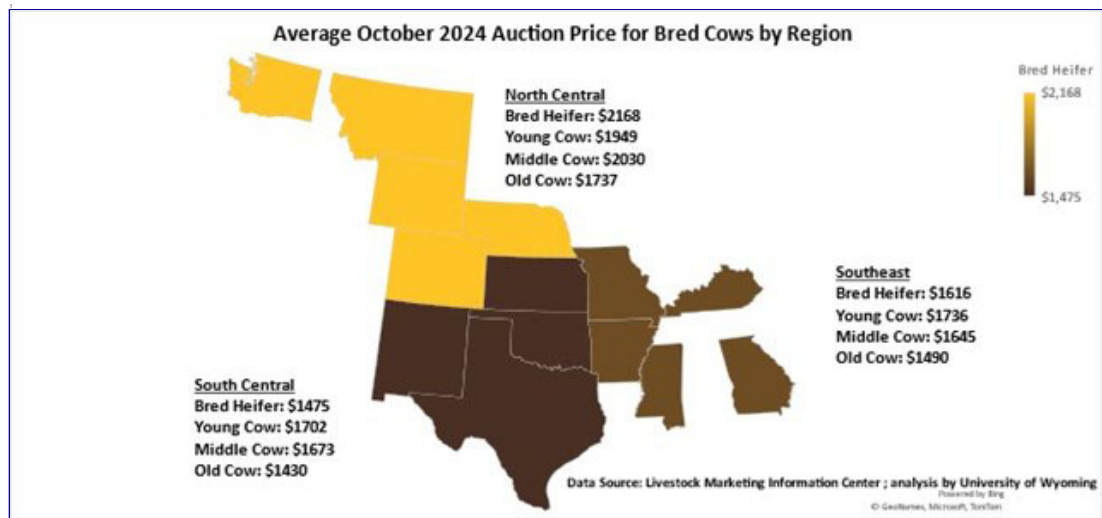 Average October 2024 Auction Price for Bred Cows by Region
Bred Heifer
$2,168
$1,475
North Central
Bred Heifer: $2168
Young Cow: $1949
Middle Cow: $2030
Old Cow: $1737
Southeast
Bred Heifer: $1616
Young Cow: $1736
Middle Cow: $1645
Old Cow: $1490
South Central
Bred Heifer: $1475
Young Cow: $1702
Middle Cow: $1673
Old Cow: $1430
Data Source: Livestock Marketing Information Center ; analysis by University of Wyoming
Powered by Bing
© GeoNames, Microsoft, TomTom